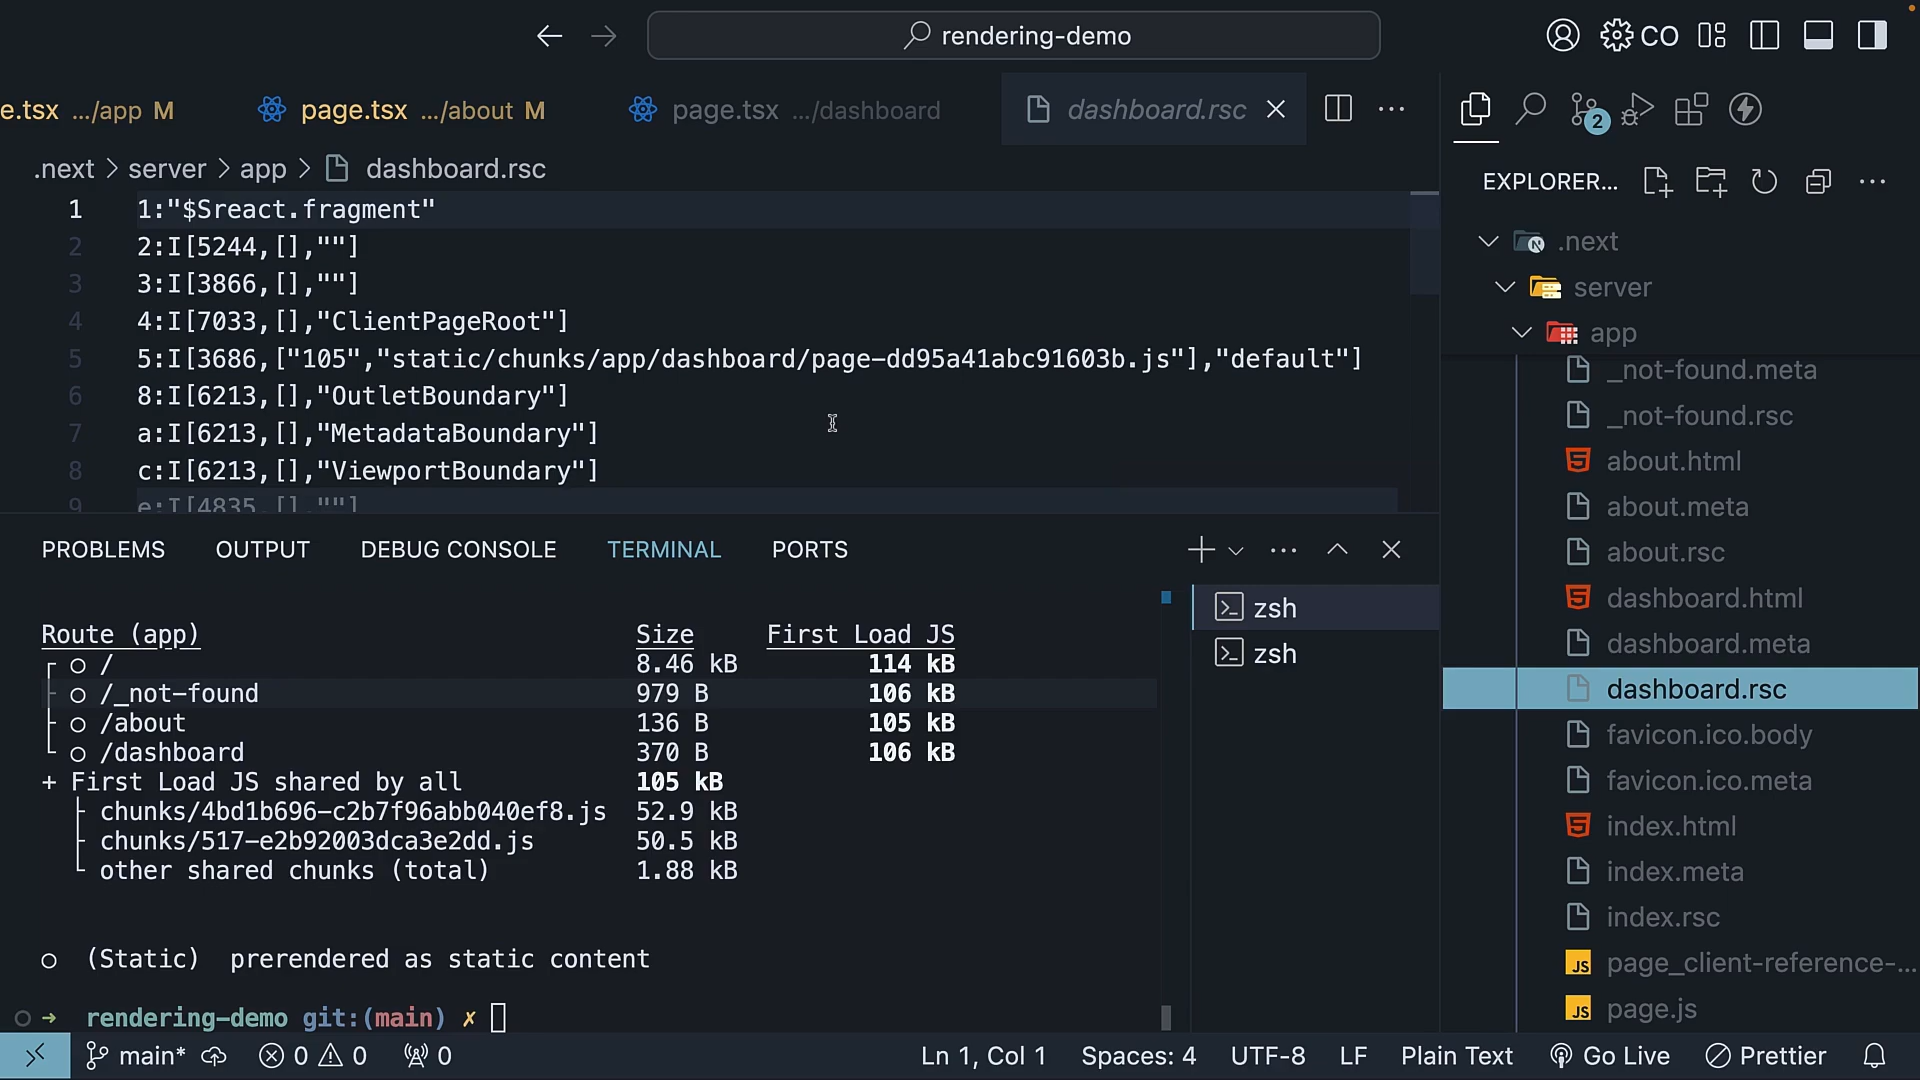 rendering-demo
CO
e.tsx .../app M
page.tsx .../about M
page.tsx .../dashboard
dashboard.rsc
.next > server > app > dashboard.rsc
1 1:"$Sreact.fragment"
2 2:I[5244,[],""]
3 3:I[3866,[],""]
4 4:I[7033,[],"ClientPageRoot"]
5 5:I[3686,["105","static/chunks/app/dashboard/page-dd95a41abc91603b.js"],"default"]
6 8:I[6213,[],"OutletBoundary"]
7 a:I[6213,[],"MetadataBoundary"]
8 c:I[6213,[],"ViewportBoundary"]
9 e:I[4835,[],""]
PROBLEMS OUTPUT DEBUG CONSOLE TERMINAL PORTS
Route (app) Size First Load JS
┌ ○ / 8.46 kB 114 kB
├ ○ /_not-found 979 B 106 kB
├ ○ /about 136 B 105 kB
└ ○ /dashboard 370 B 106 kB
+ First Load JS shared by all 105 kB
├ chunks/4bd1b696-c2b7f96abb040ef8.js 52.9 kB
├ chunks/517-e2b92003dca3e2dd.js 50.5 kB
└ other shared chunks (total) 1.88 kB
○ (Static) prerendered as static content
○ → rendering-demo git:(main) ✗
zsh
zsh
2
EXPLORER...
.next
server
app
_not-found.meta
_not-found.rsc
about.html
about.meta
about.rsc
dashboard.html
dashboard.meta
dashboard.rsc
favicon.ico.body
favicon.ico.meta
index.html
index.meta
index.rsc
JS page_client-reference-...
JS page.js
main* 0 0 0 Ln 1, Col 1 Spaces: 4 UTF-8 LF Plain Text Go Live Prettier